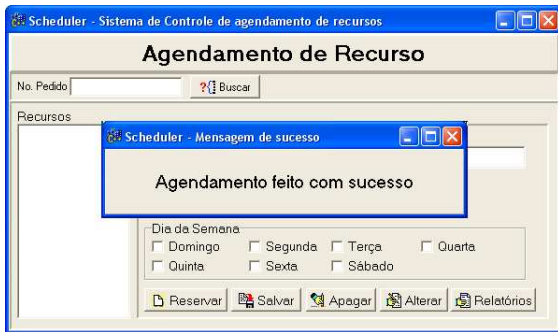 Scheduler - Sistema de Controle de agendamento de recursos
Agendamento de Recurso
No. Pedido
?{} Buscar
Recursos
Scheduler - Mensagem de sucesso
Agendamento feito com sucesso
Dia da Semana
Domingo Segunda Terça Quarta
Quinta Sexta Sábado
Reservar Salvar Apagar Alterar Relatórios